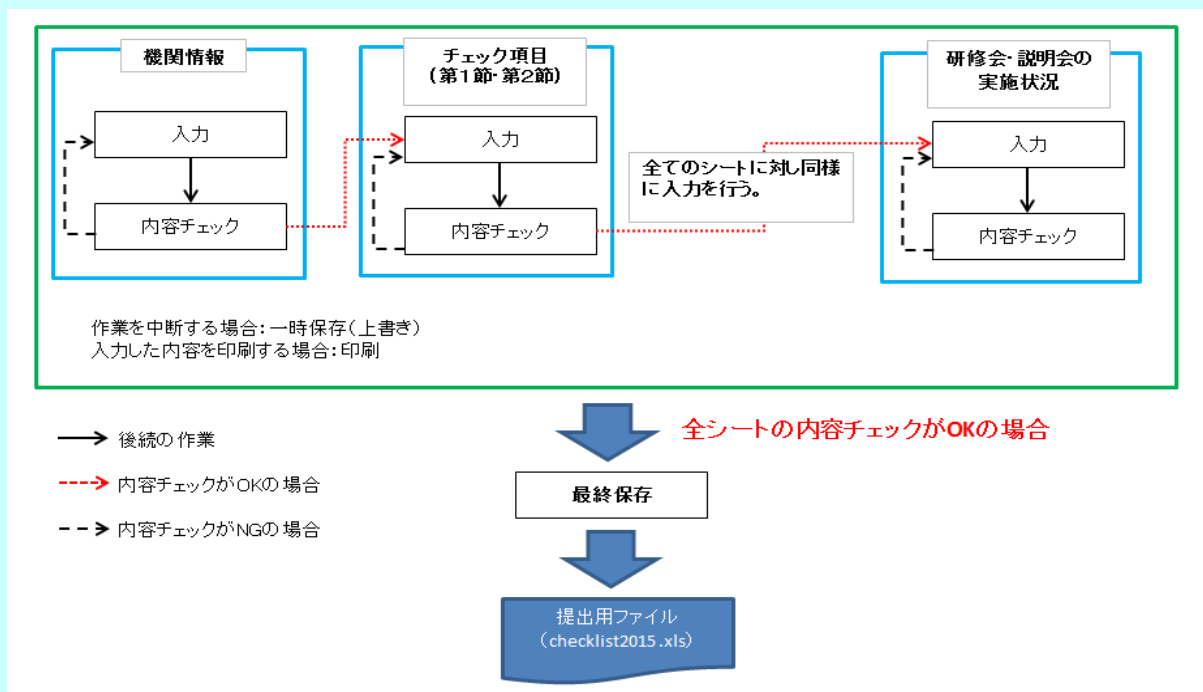 機関情報
入力
内容チェック
チェック項目
(第1節・第2節)
入力
内容チェック
全てのシートに対し同様
に入力を行う。
研修会・説明会の
実施状況
入力
内容チェック
作業を中断する場合:一時保存(上書き)
入力した内容を印刷する場合:印刷
後続の作業
内容チェックがOKの場合
内容チェックがNGの場合
全シートの内容チェックがOKの場合
最終保存
提出用ファイル
(checklist2015.xls)